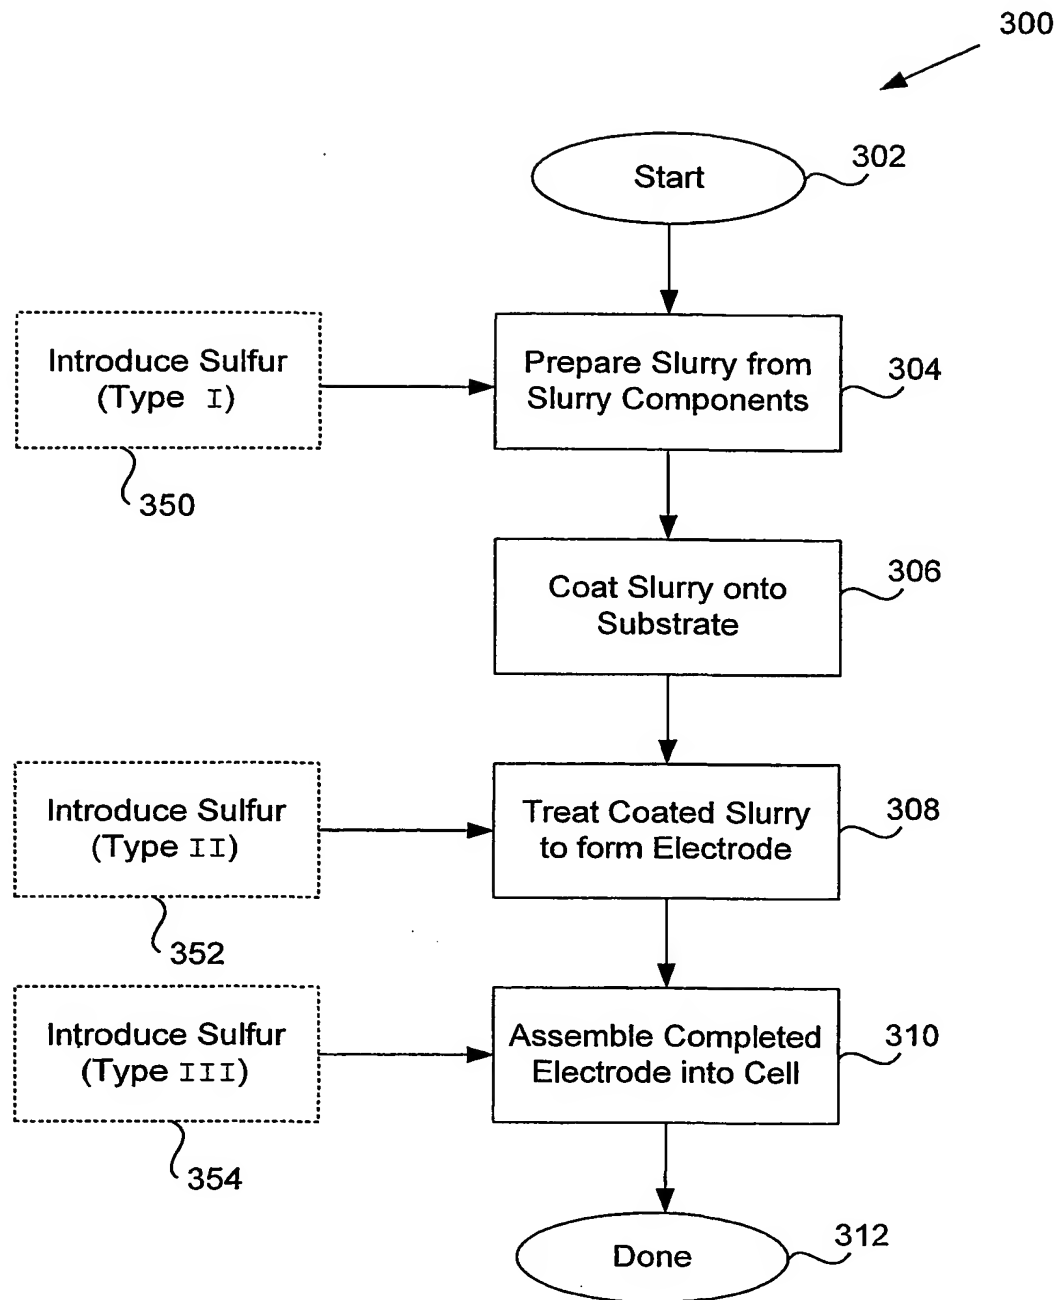 300
Start
302
Introduce Sulfur
(Type I)
350
Prepare Slurry from
Slurry Components
304
Coat Slurry onto
Substrate
306
Introduce Sulfur
(Type II)
352
Treat Coated Slurry
to form Electrode
308
Introduce Sulfur
(Type III)
354
Assemble Completed
Electrode into Cell
310
Done
312